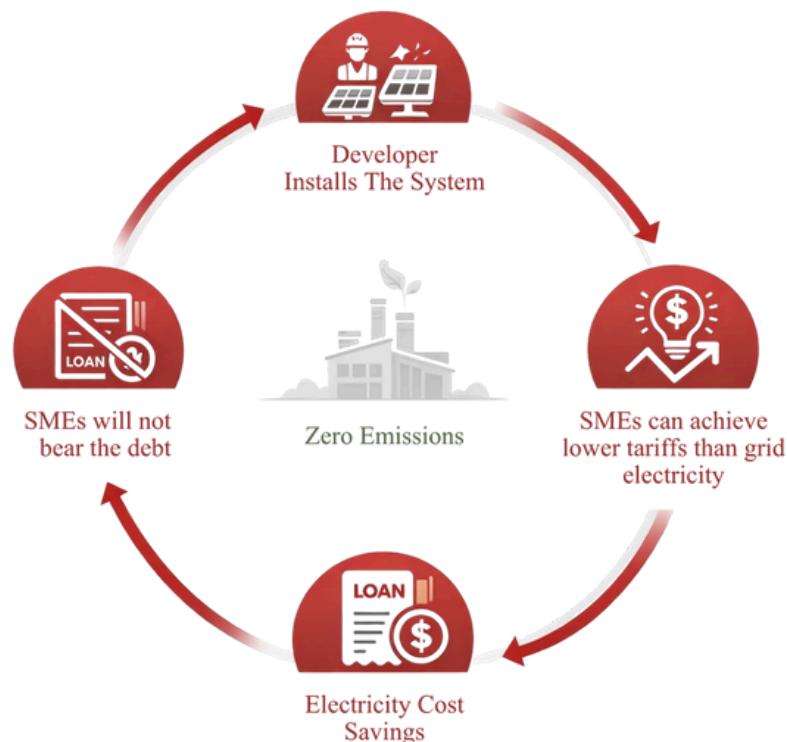 Developer
Installs The System
$
LOAN
SMEs will not
bear the debt
Zero Emissions
SMEs can achieve
lower tariffs than grid
electricity
LOAN
$
Electricity Cost
Savings